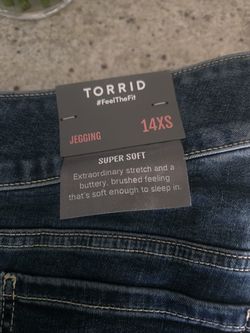 TORRID
#FeelTheFit
JEGGING 14XS
SUPER SOFT
Extraordinary stretch and a
buttery, brushed feeling
that's soft enough to sleep in.